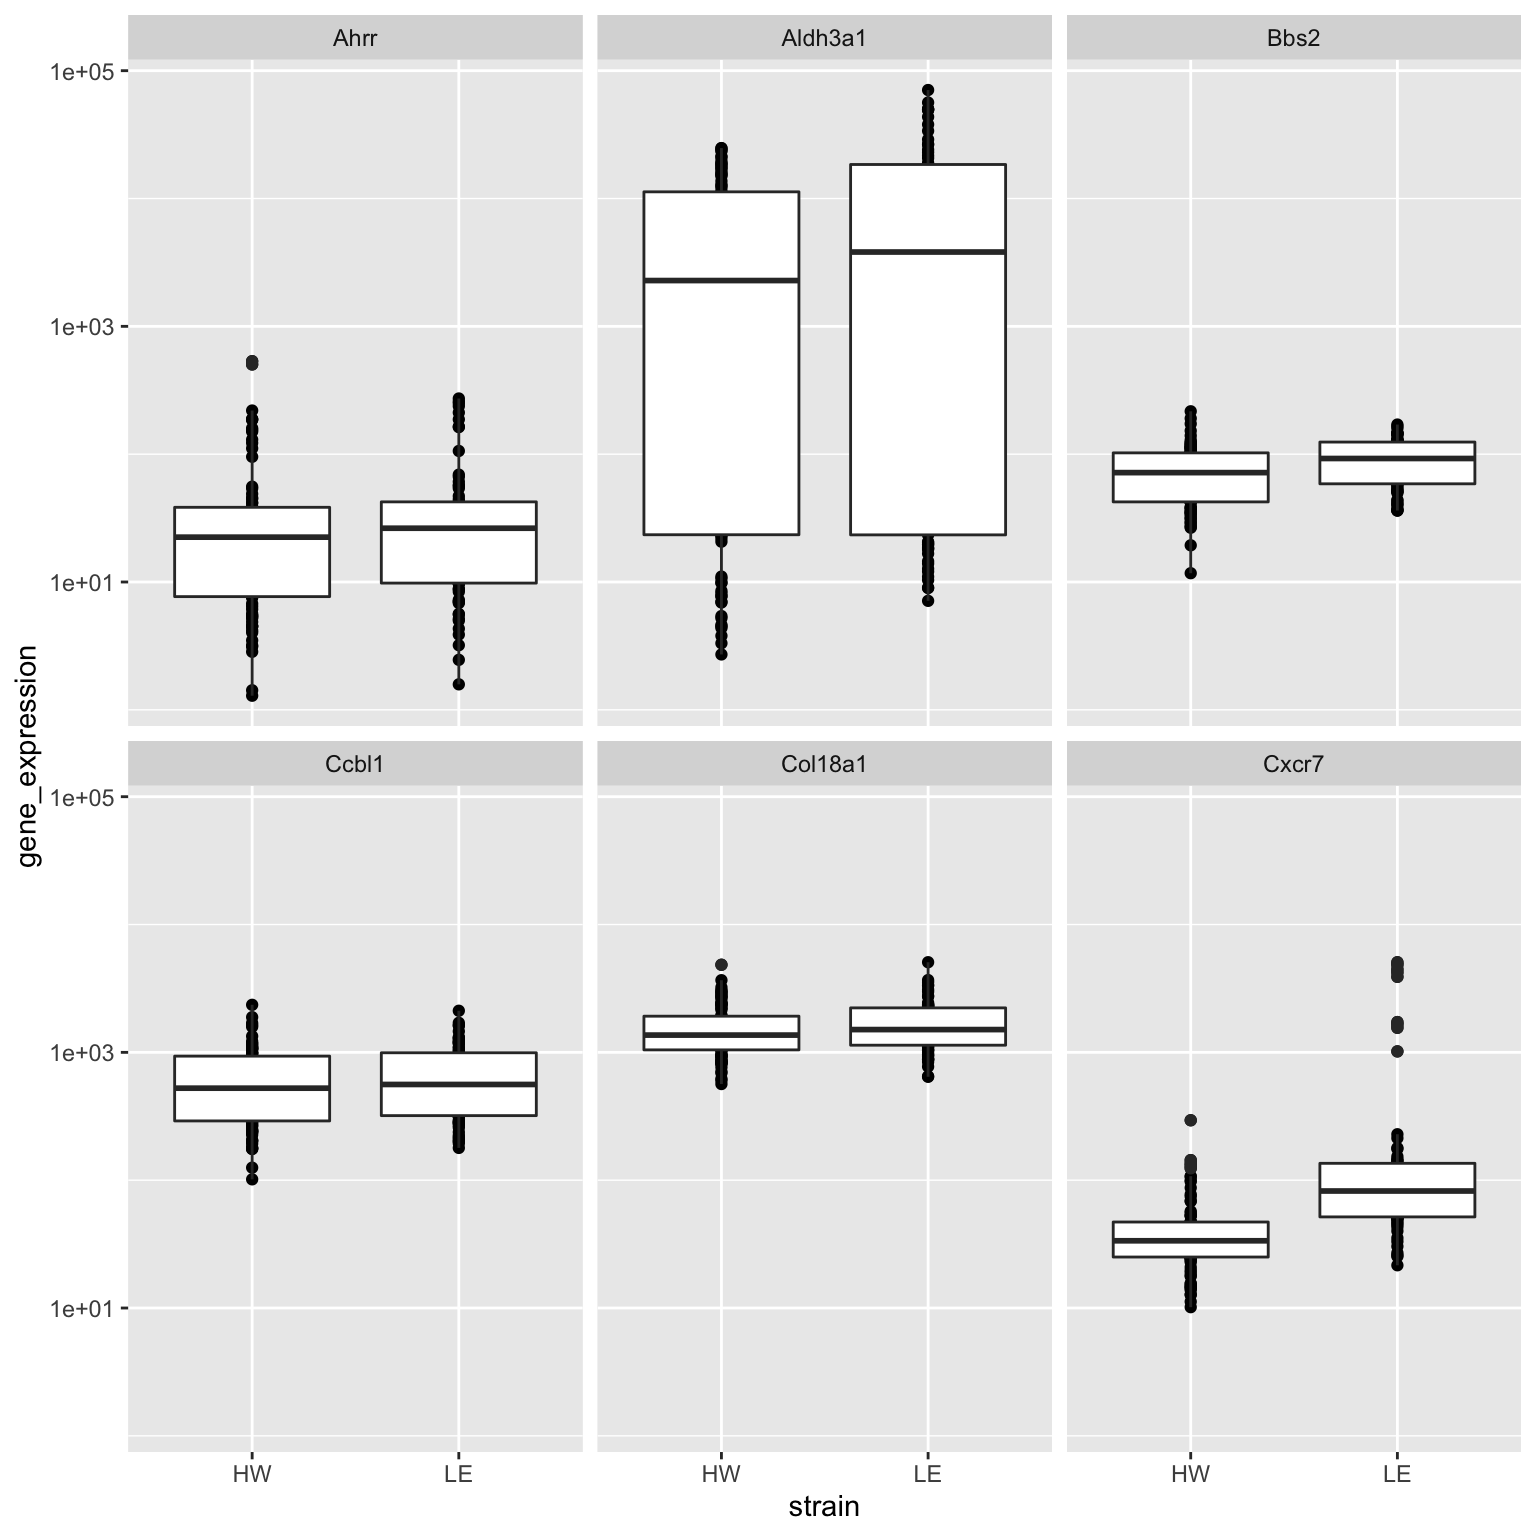 Ahrr
Aldh3a1
Bbs2
1e+05
1e+03
1e+01
gene_expression
Ccbl1
Col18a1
Cxcr7
1e+05
1e+03
1e+01
HW
LE
HW
LE
HW
LE
strain